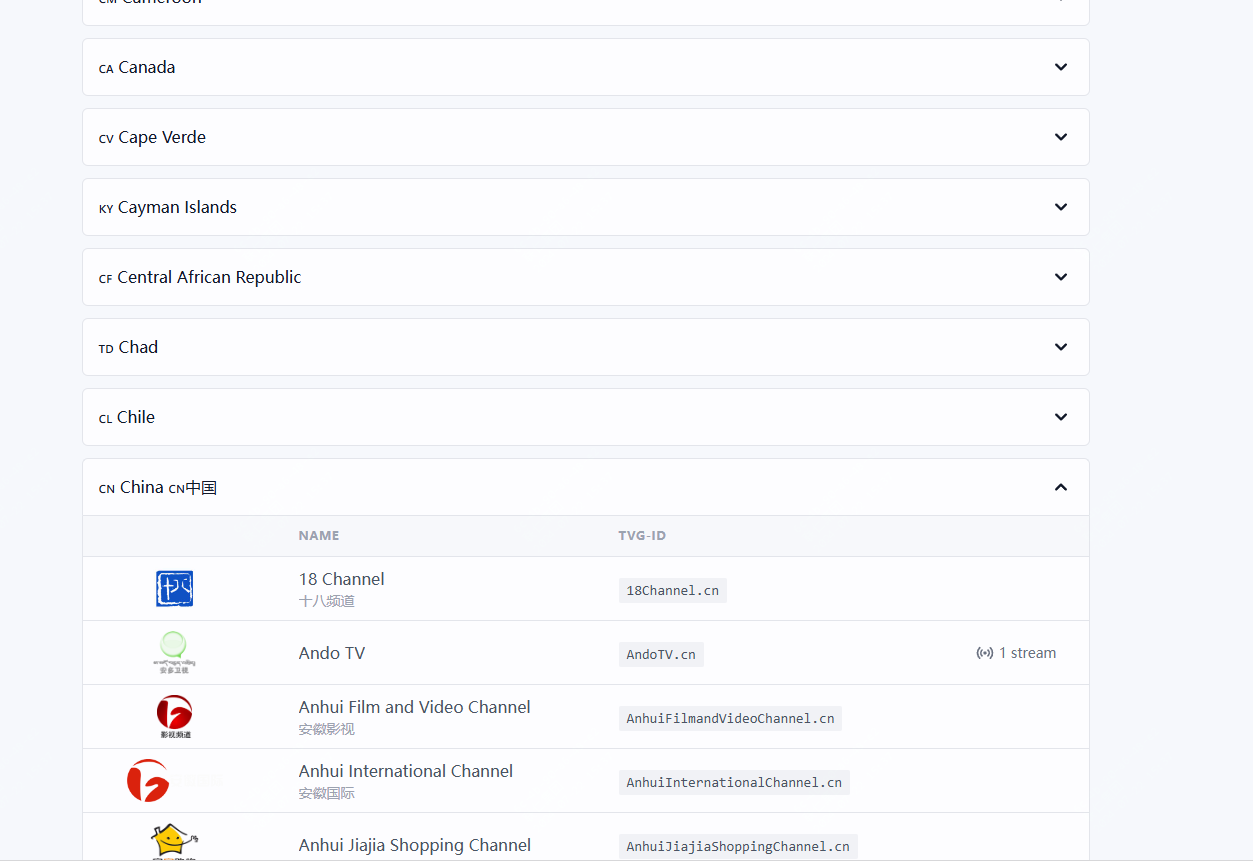 CM Cameroon
CA Canada
CV Cape Verde
KY Cayman Islands
CF Central African Republic
TD Chad
CL Chile
CN China CN中国
NAME TVG-ID
18 Channel
十八频道
18Channel.cn
安多卫视
Ando TV
AndoTV.cn
1 stream
影视频道
Anhui Film and Video Channel
安徽影视
AnhuiFilmandVideoChannel.cn
Anhui International Channel
安徽国际
AnhuiInternationalChannel.cn
Anhui Jiajia Shopping Channel
AnhuiJiajiaShoppingChannel.cn